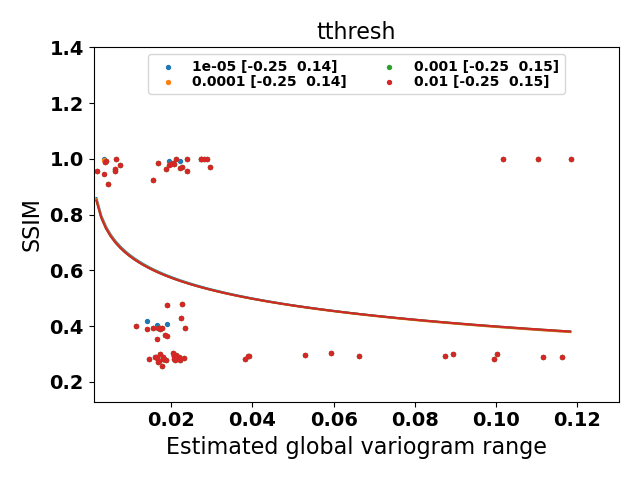 tthresh
1e-05 [-0.25  0.14]
0.0001 [-0.25  0.14]
0.001 [-0.25  0.15]
0.01 [-0.25  0.15]
SSIM
1.4
1.2
1.0
0.8
0.6
0.4
0.2
0.02 0.04 0.06 0.08 0.10 0.12
Estimated global variogram range